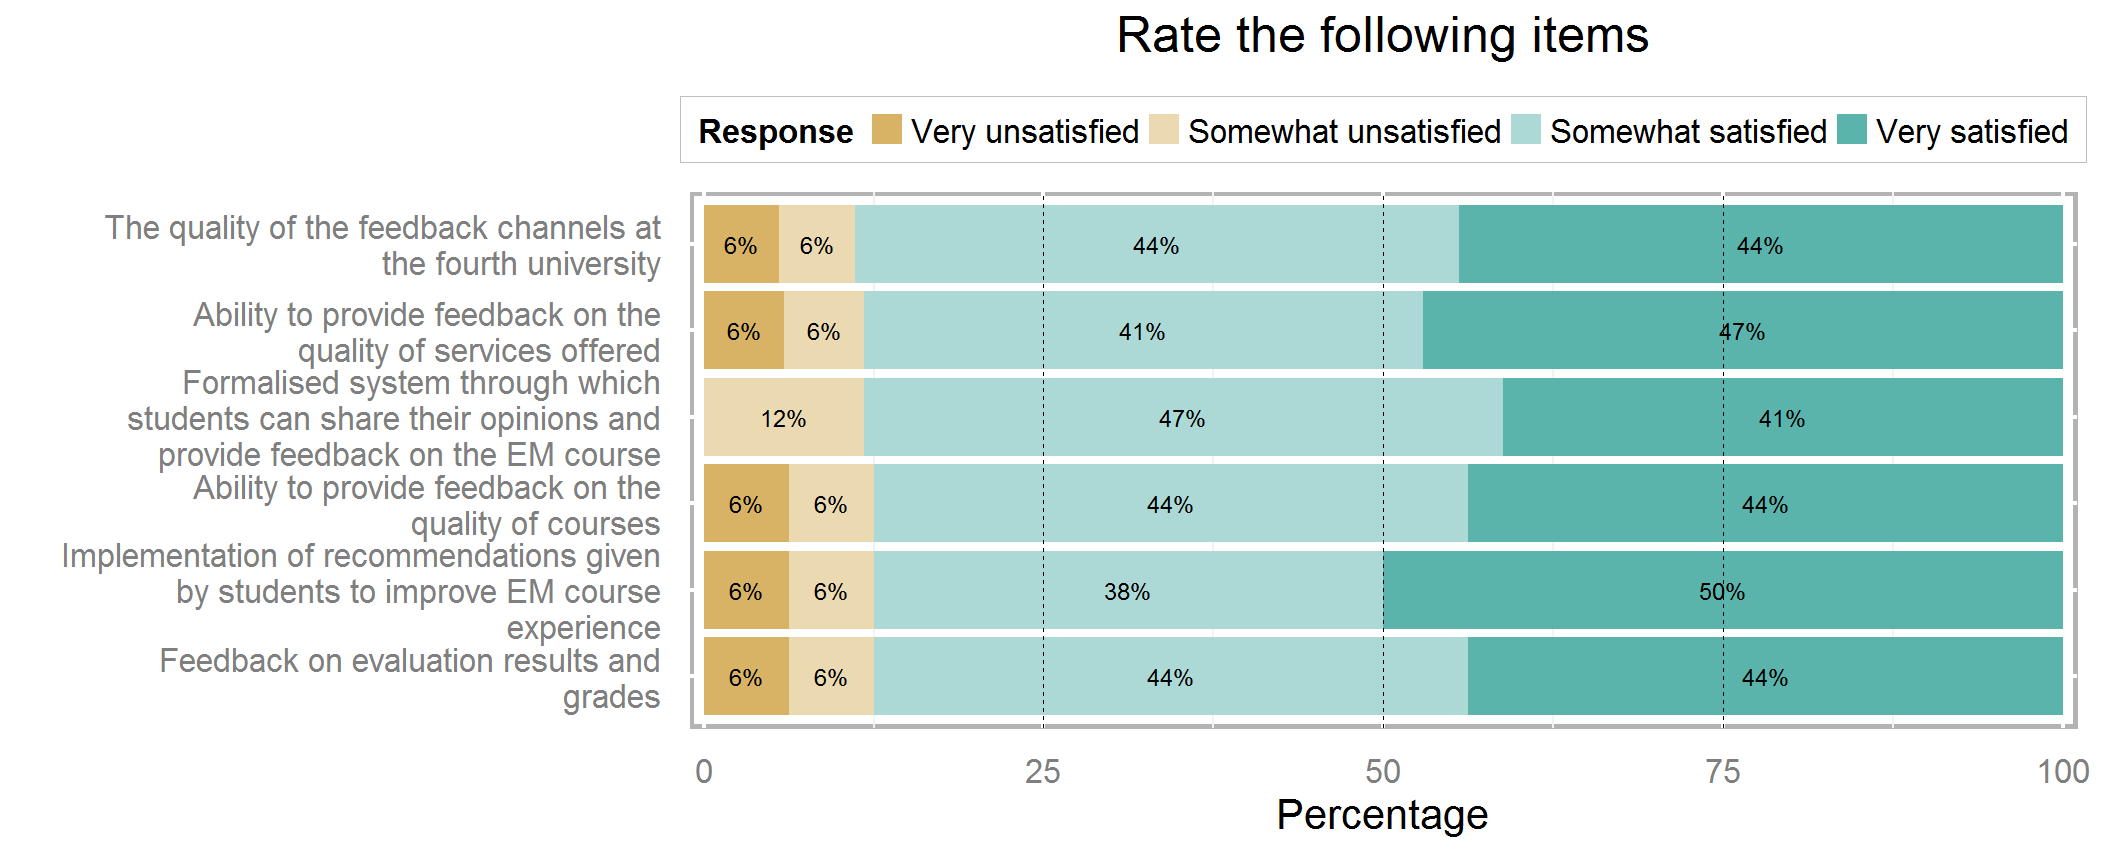 Rate the following items
Response Very unsatisfied Somewhat unsatisfied Somewhat satisfied Very satisfied
The quality of the feedback channels at
the fourth university
6% 6% 44% 44%
Ability to provide feedback on the
quality of services offered
6% 6% 41% 47%
Formalised system through which
students can share their opinions and
provide feedback on the EM course
12% 47% 41%
Ability to provide feedback on the
quality of courses
6% 6% 44% 44%
Implementation of recommendations given
by students to improve EM course
experience
6% 6% 38% 50%
Feedback on evaluation results and
grades
6% 6% 44% 44%
0 25 50 75 100
Percentage